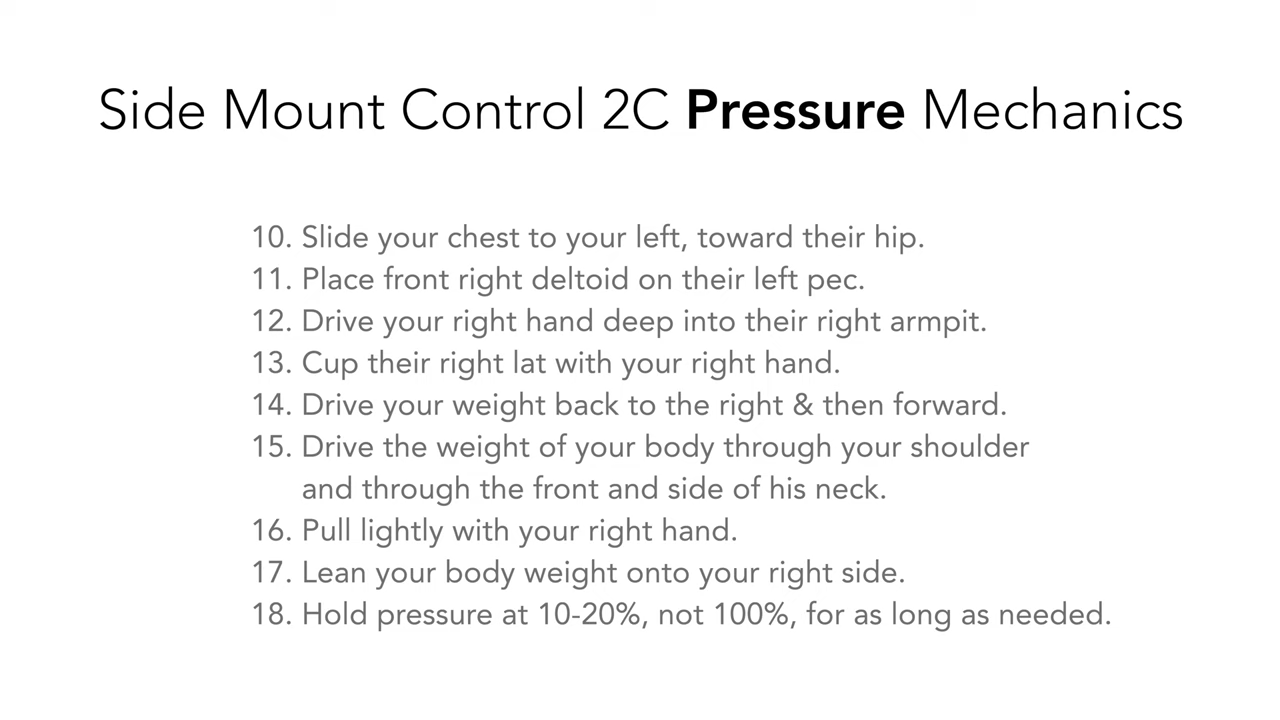 Side Mount Control 2C Pressure Mechanics
10. Slide your chest to your left, toward their hip.
11. Place front right deltoid on their left pec.
12. Drive your right hand deep into their right armpit.
13. Cup their right lat with your right hand.
14. Drive your weight back to the right & then forward.
15. Drive the weight of your body through your shoulder
and through the front and side of his neck.
16. Pull lightly with your right hand.
17. Lean your body weight onto your right side.
18. Hold pressure at 10-20%, not 100%, for as long as needed.